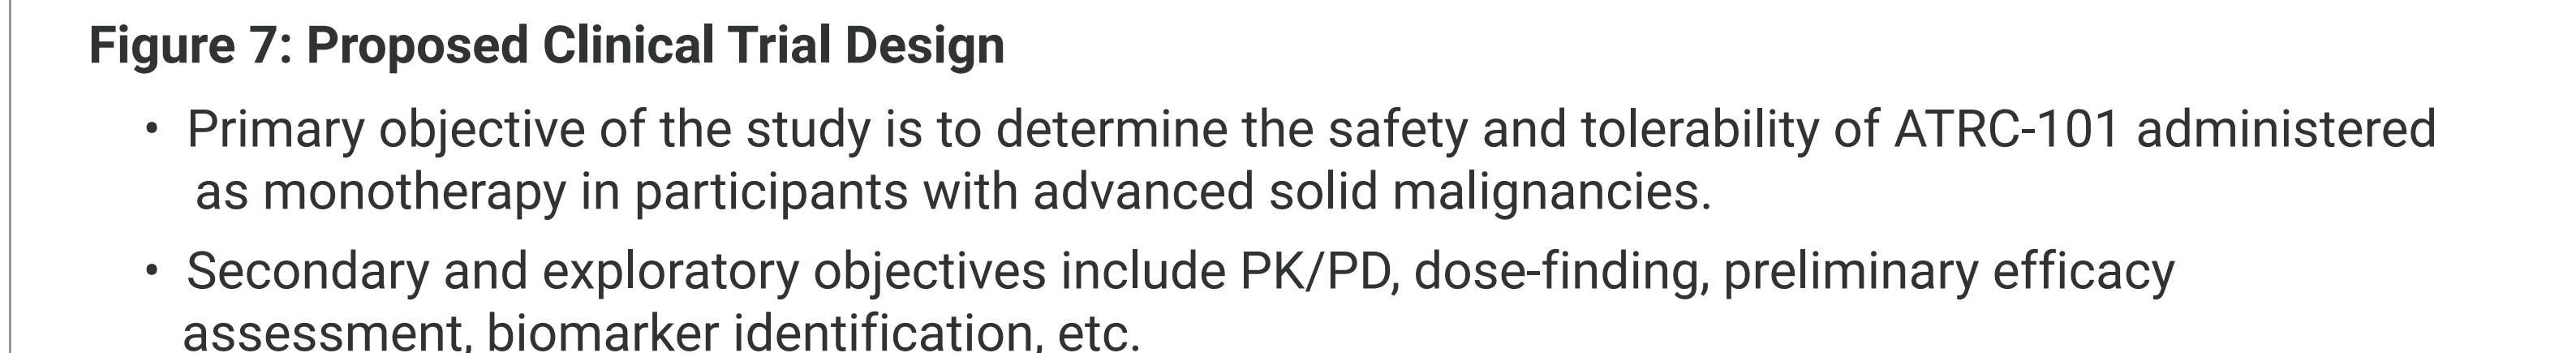 Figure 7: Proposed Clinical Trial Design
• Primary objective of the study is to determine the safety and tolerability of ATRC-101 administered
as monotherapy in participants with advanced solid malignancies.
• Secondary and exploratory objectives include PK/PD, dose-finding, preliminary efficacy
assessment, biomarker identification, etc.